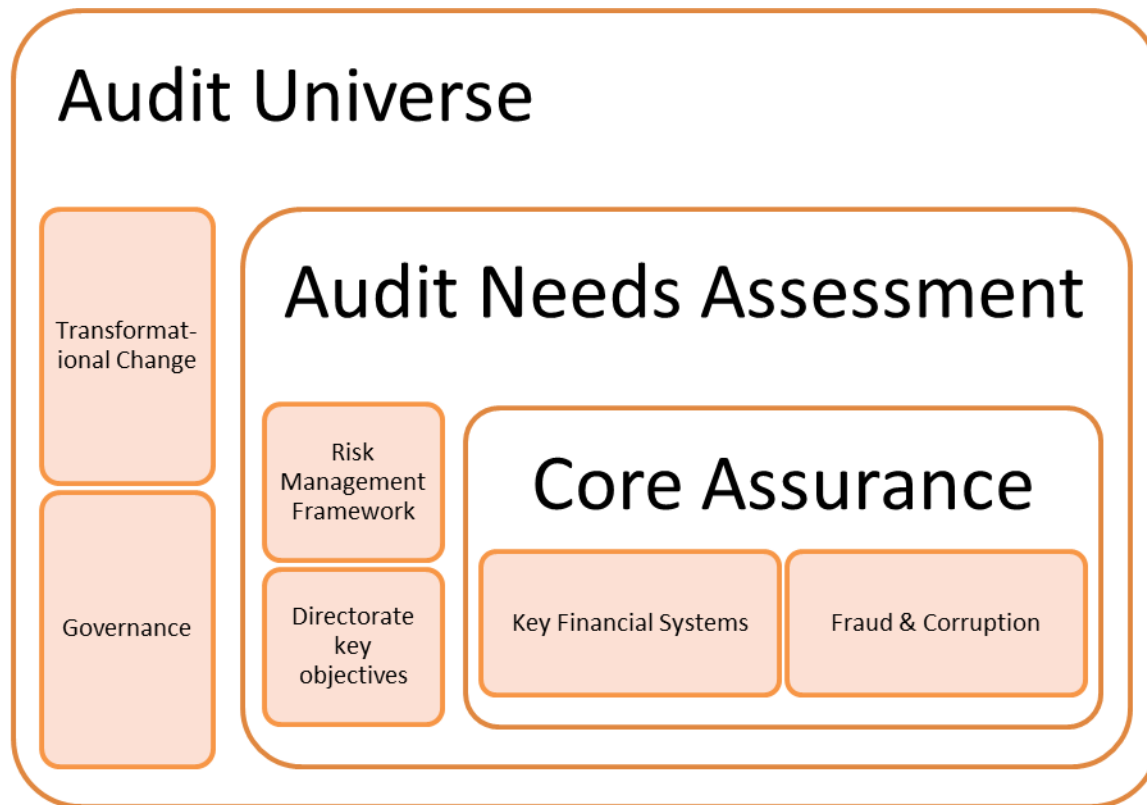 Audit Universe
Transformat-
ional Change
Governance
Audit Needs Assessment
Risk
Management
Framework
Directorate
key
objectives
Core Assurance
Key Financial Systems
Fraud & Corruption